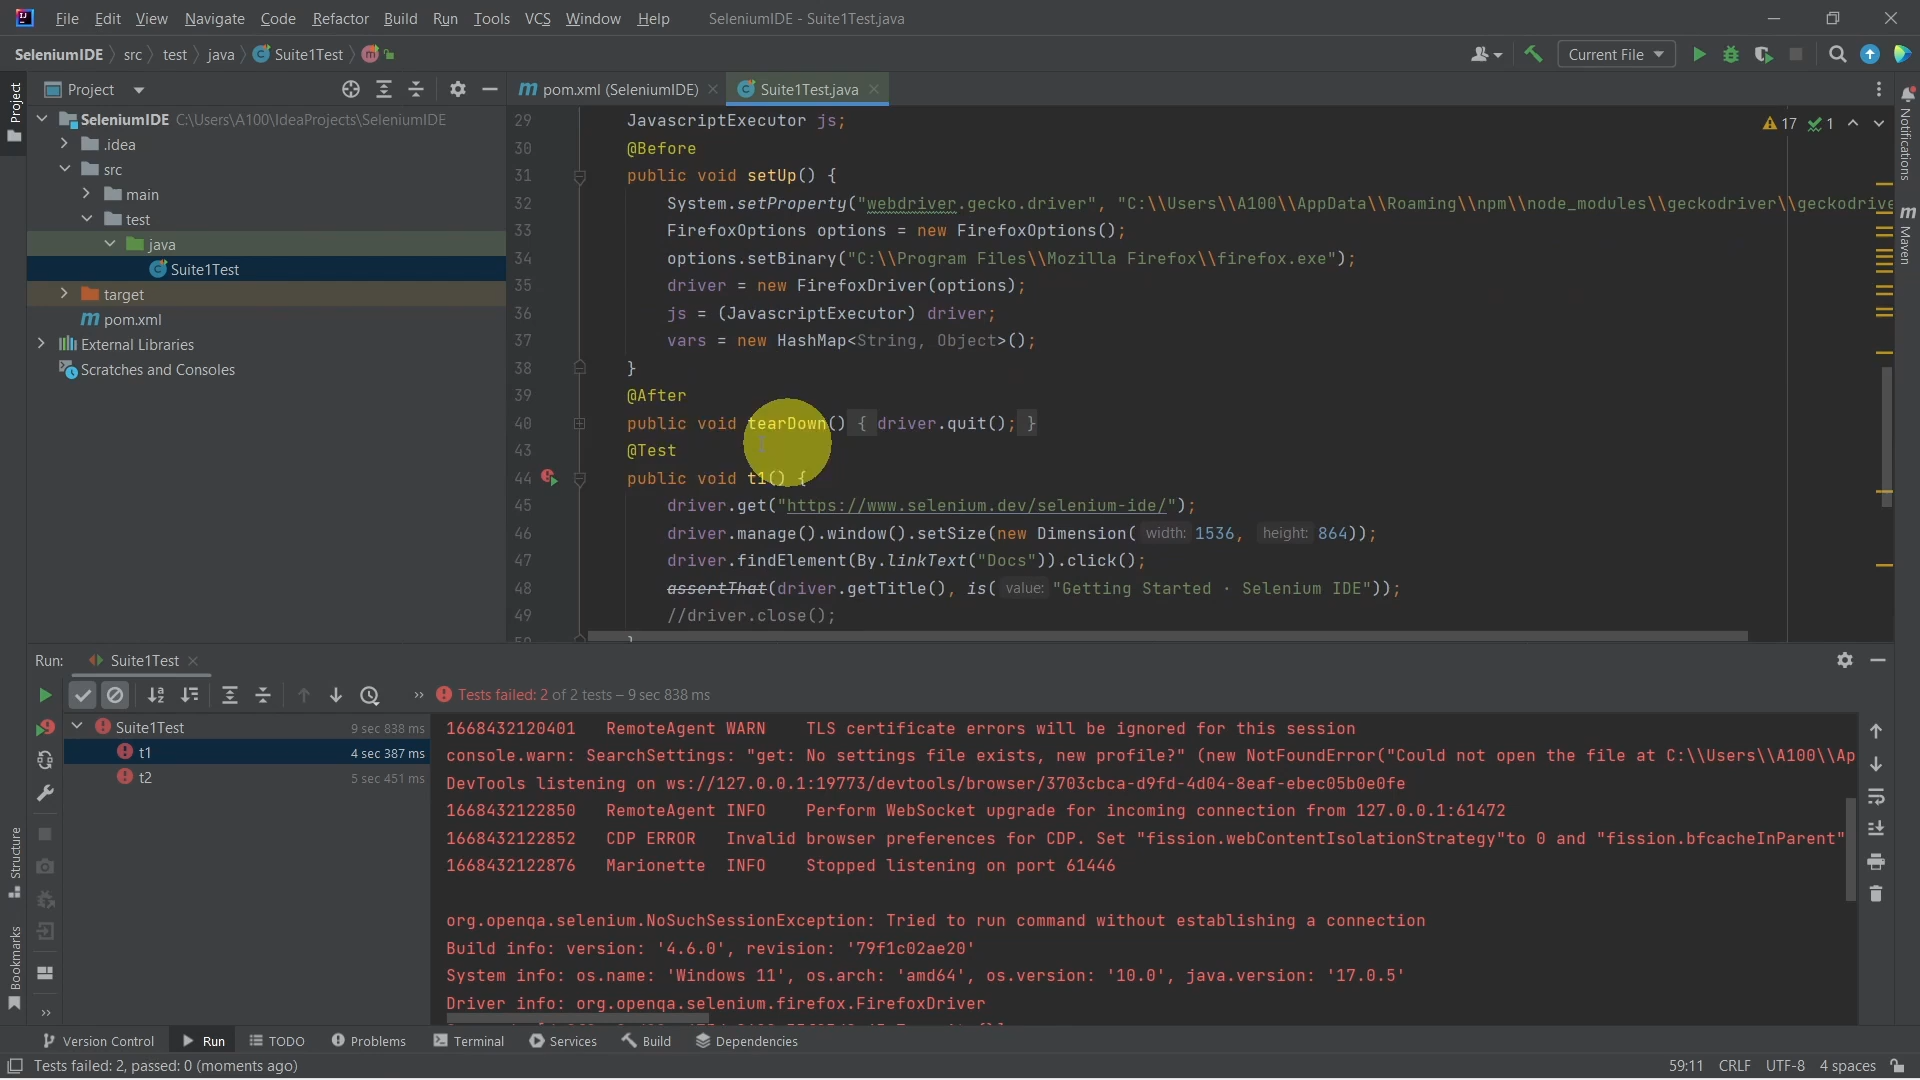 File Edit View Navigate Code Refactor Build Run Tools VCS Window Help SeleniumIDE - Suite1Test.java
SeleniumIDE src test java Suite1Test Current File
Project
pom.xml (SeleniumIDE) Suite1Test.java
SeleniumIDE C:\Users\A100\IdeaProjects\SeleniumIDE
.idea
src
main
test
java
Suite1Test
target
pom.xml
External Libraries
Scratches and Consoles
17 1
29 JavascriptExecutor js;
30 @Before
31 public void setUp() {
32 System.setProperty("webdriver.gecko.driver", "C:\\Users\\A100\\AppData\\Roaming\\npm\\node_modules\\geckodriver\\geckodrive
33 FirefoxOptions options = new FirefoxOptions();
34 options.setBinary("C:\\Program Files\\Mozilla Firefox\\firefox.exe");
35 driver = new FirefoxDriver(options);
36 js = (JavascriptExecutor) driver;
37 vars = new HashMap<String, Object>();
38 }
39 @After
40 public void tearDown() { driver.quit(); }
43 @Test
44 public void t1() {
45 driver.get("https://www.selenium.dev/selenium-ide/");
46 driver.manage().window().setSize(new Dimension( width: 1536, height: 864));
47 driver.findElement(By.linkText("Docs")).click();
48 assertThat(driver.getTitle(), is( value: "Getting Started · Selenium IDE"));
49 //driver.close();
Project
Structure
Bookmarks
Notifications
Maven
Run: Suite1Test
Tests failed: 2 of 2 tests – 9 sec 838 ms
Suite1Test 9 sec 838 ms
t1 4 sec 387 ms
t2 5 sec 451 ms
1668432120401 RemoteAgent WARN TLS certificate errors will be ignored for this session
console.warn: SearchSettings: "get: No settings file exists, new profile?" (new NotFoundError("Could not open the file at C:\\Users\\A100\\Ap
DevTools listening on ws://127.0.0.1:19773/devtools/browser/3703cbca-d9fd-4d04-8eaf-ebec05b0e0fe
1668432122850 RemoteAgent INFO Perform WebSocket upgrade for incoming connection from 127.0.0.1:61472
1668432122852 CDP ERROR Invalid browser preferences for CDP. Set "fission.webContentIsolationStrategy"to 0 and "fission.bfcacheInParent"
1668432122876 Marionette INFO Stopped listening on port 61446
org.openqa.selenium.NoSuchSessionException: Tried to run command without establishing a connection
Build info: version: '4.6.0', revision: '79f1c02ae20'
System info: os.name: 'Windows 11', os.arch: 'amd64', os.version: '10.0', java.version: '17.0.5'
Driver info: org.openqa.selenium.firefox.FirefoxDriver
Version Control Run TODO Problems Terminal Services Build Dependencies
Tests failed: 2, passed: 0 (moments ago) 59:11 CRLF UTF-8 4 spaces